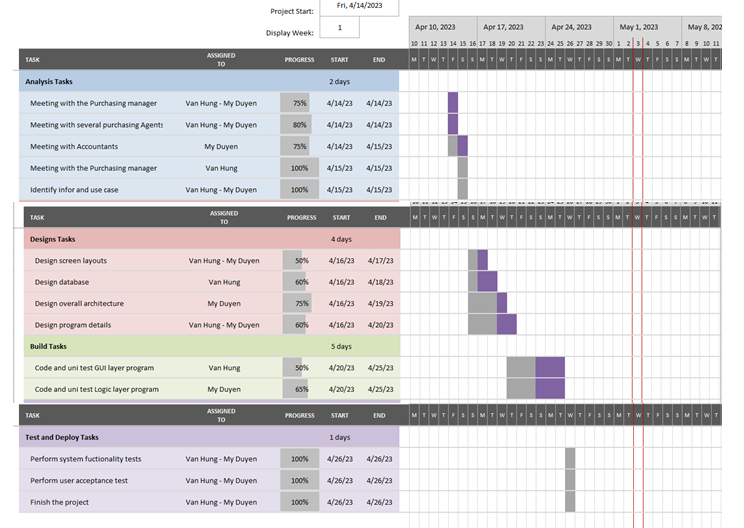 Project Start: Fri, 4/14/2023
Display Week: 1
Apr 10, 2023 Apr 17, 2023 Apr 24, 2023 May 1, 2023 May 8, 202
10 11 12 13 14 15 16 17 18 19 20 21 22 23 24 25 26 27 28 29 30 1 2 3 4 5 6 7 8 9 10 11
TASK ASSIGNED TO PROGRESS START END M T W T F S S M T W T F S S M T W T F S S M T W T F S S M T W T
Analysis Tasks 2 days
Meeting with the Purchasing manager Van Hung - My Duyen 75% 4/14/23 4/14/23
Meeting with several purchasing Agents Van Hung - My Duyen 80% 4/14/23 4/14/23
Meeting with Accountants My Duyen 75% 4/14/23 4/15/23
Meeting with the Purchasing manager Van Hung 100% 4/15/23 4/15/23
Identify infor and use case Van Hung - My Duyen 100% 4/15/23 4/15/23
TASK ASSIGNED TO PROGRESS START END M T W T F S S M T W T F S S M T W T F S S M T W T F S S M T W T
Designs Tasks 4 days
Design screen layouts Van Hung - My Duyen 50% 4/16/23 4/17/23
Design database Van Hung 60% 4/16/23 4/18/23
Design overall architecture My Duyen 75% 4/16/23 4/19/23
Design program details Van Hung - My Duyen 60% 4/16/23 4/20/23
Build Tasks 5 days
Code and uni test GUI layer program Van Hung 50% 4/20/23 4/25/23
Code and uni test Logic layer program My Duyen 65% 4/20/23 4/25/23
TASK ASSIGNED TO PROGRESS START END M T W T F S S M T W T F S S M T W T F S S M T W T F S S M T W T
Test and Deploy Tasks 1 days
Perform system fuctionality tests Van Hung - My Duyen 100% 4/26/23 4/26/23
Perform user acceptance test Van Hung - My Duyen 100% 4/26/23 4/26/23
Finish the project Van Hung - My Duyen 100% 4/26/23 4/26/23